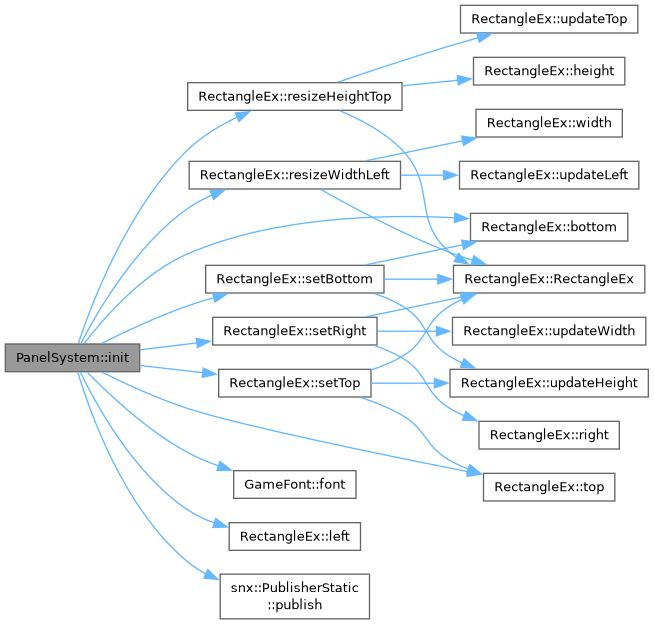 RectangleEx::updateTop
RectangleEx::height
RectangleEx::resizeHeightTop
RectangleEx::width
RectangleEx::resizeWidthLeft
RectangleEx::updateLeft
RectangleEx::bottom
RectangleEx::setBottom
RectangleEx::RectangleEx
RectangleEx::setRight
RectangleEx::updateWidth
PanelSystem::init
RectangleEx::setTop
RectangleEx::updateHeight
RectangleEx::right
GameFont::font
RectangleEx::top
RectangleEx::left
snx::PublisherStatic
::publish